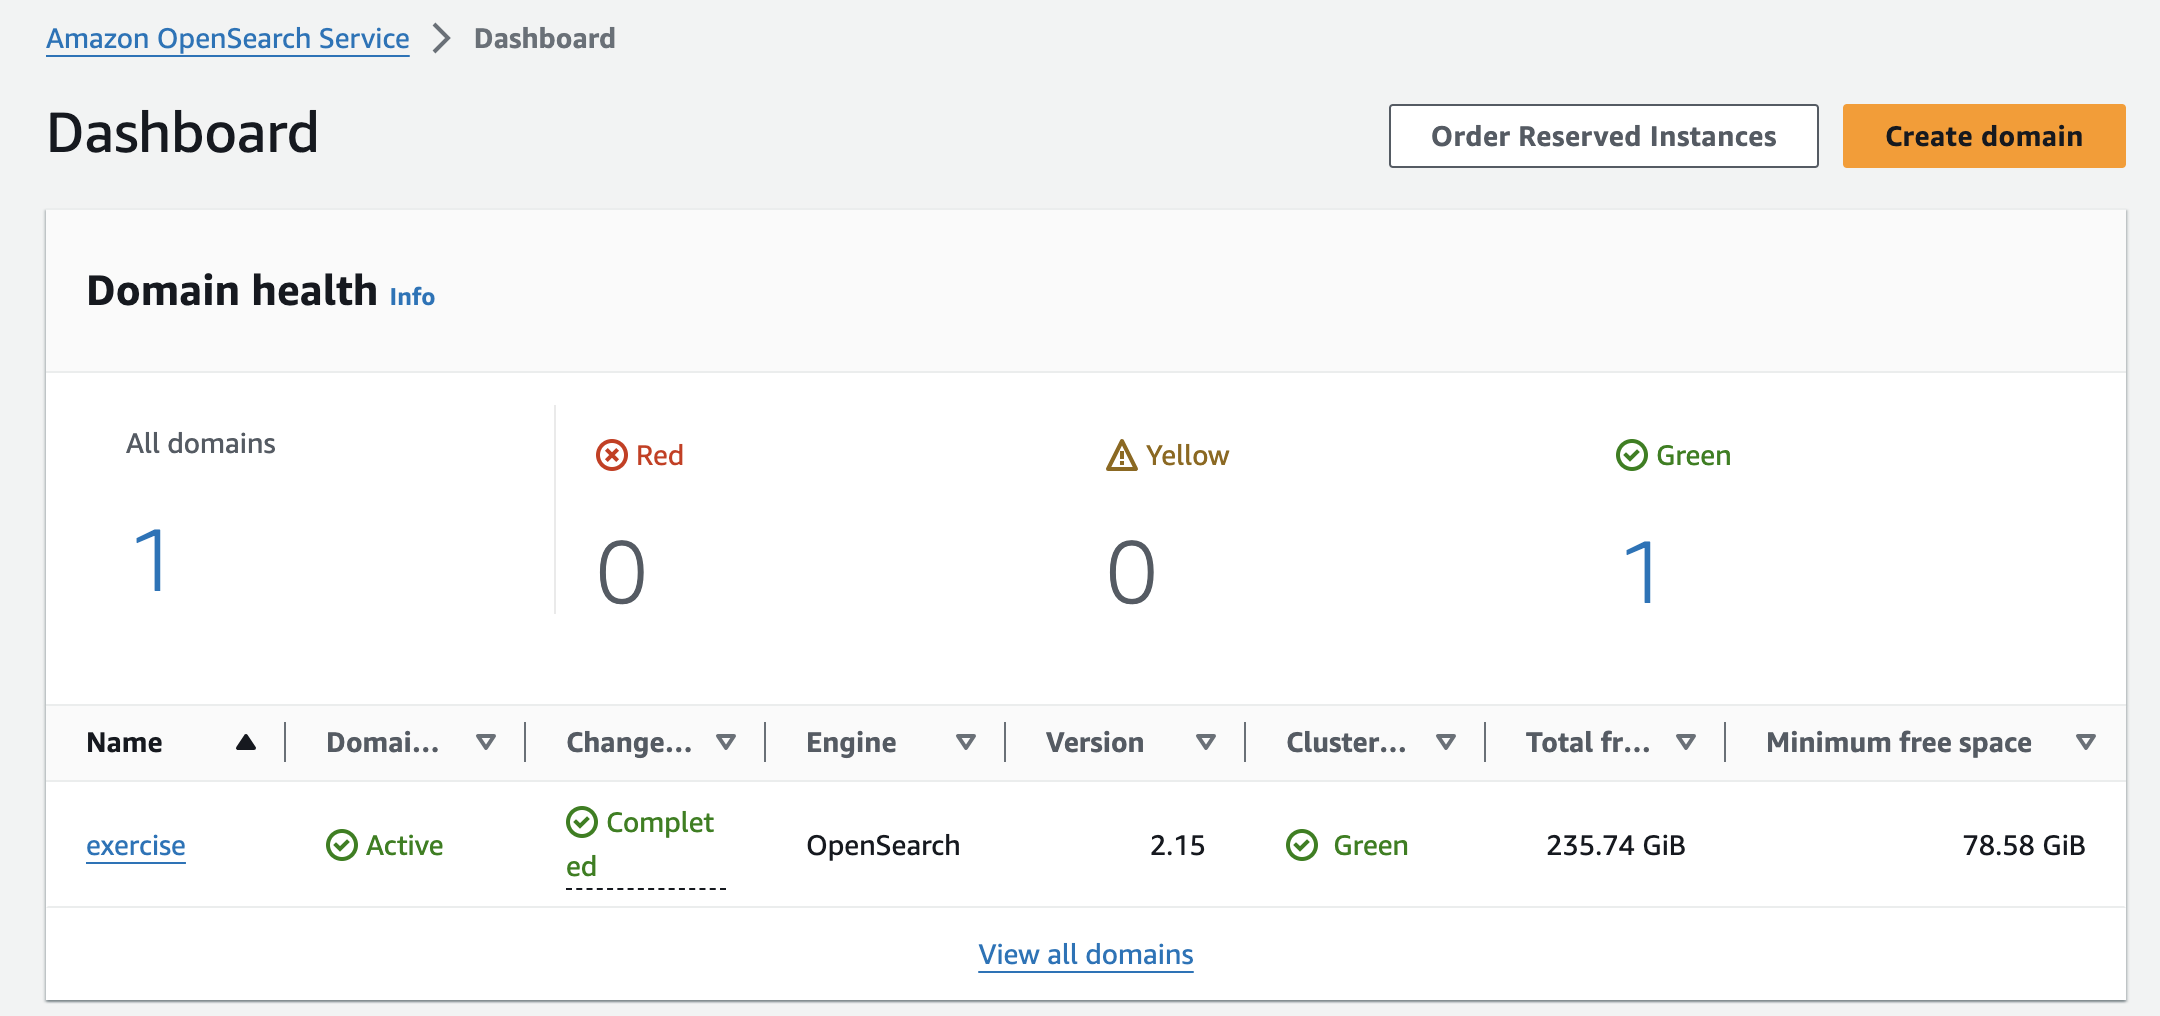 Amazon OpenSearch Service > Dashboard
Dashboard
Order Reserved Instances
Create domain
Domain health Info
All domains
1
Red
0
Yellow
0
Green
1
Name Domai... Change... Engine Version Cluster... Total fr... Minimum free space
exercise Active Complet
ed OpenSearch 2.15 Green 235.74 GiB 78.58 GiB
View all domains